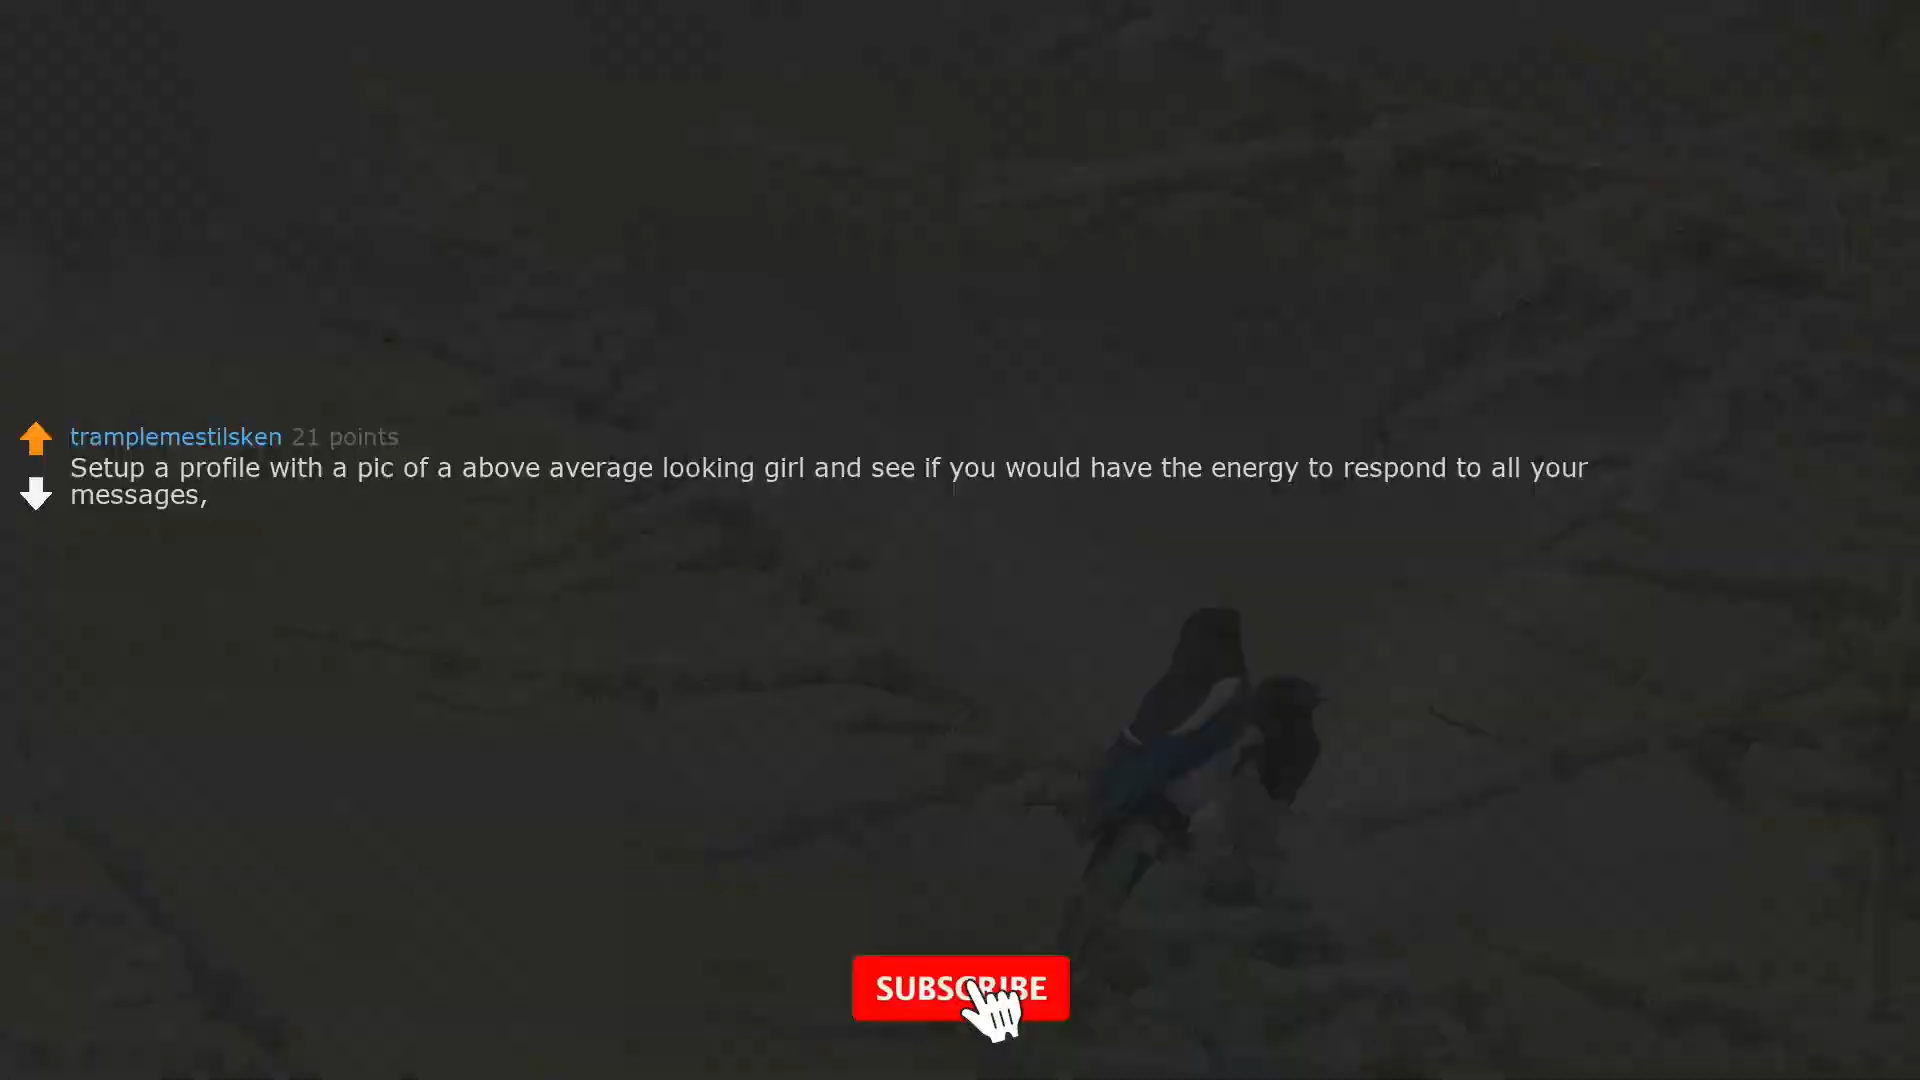 tramplemestilsken 21 points
Setup a profile with a pic of a above average looking girl and see if you would have the energy to respond to all your
messages,
SUBSCRIBE